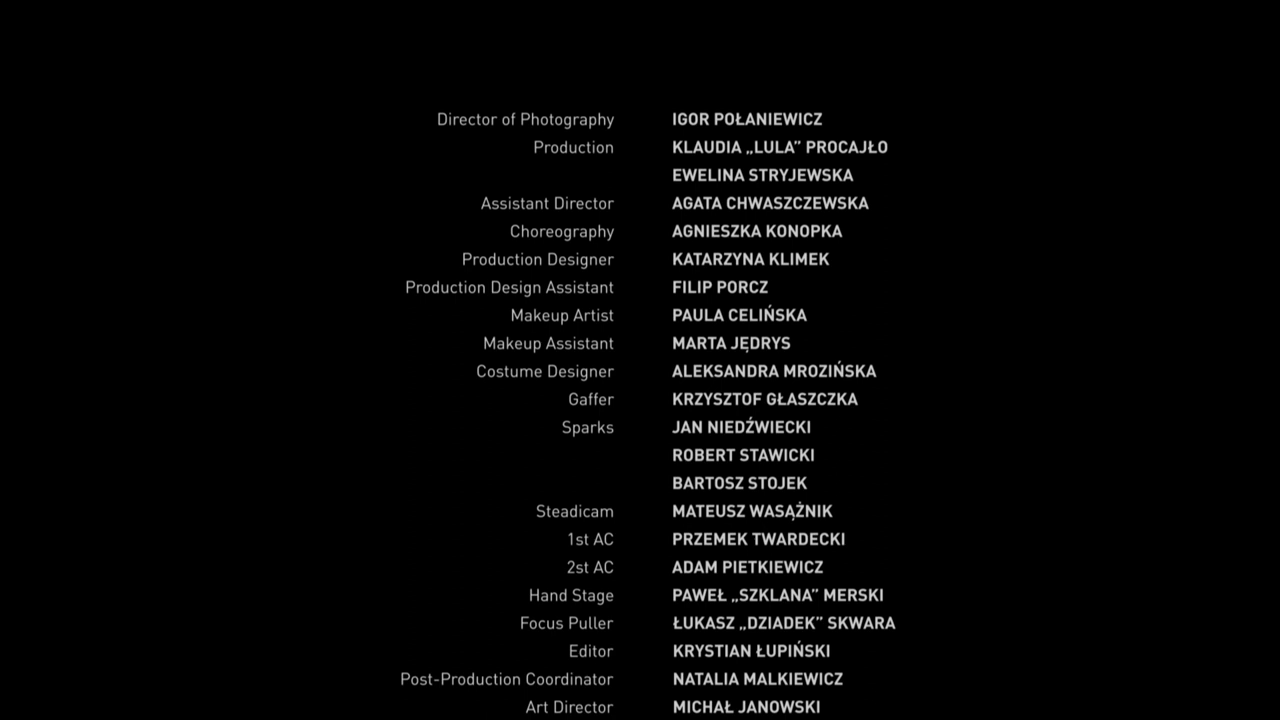 Director of Photography IGOR POŁANIEWICZ
Production KLAUDIA „LULA” PROCAJŁO
EWELINA STRYJEWSKA
Assistant Director AGATA CHWASZCZEWSKA
Choreography AGNIESZKA KONOPKA
Production Designer KATARZYNA KLIMEK
Production Design Assistant FILIP PORCZ
Makeup Artist PAULA CELIŃSKA
Makeup Assistant MARTA JĘDRYS
Costume Designer ALEKSANDRA MROZIŃSKA
Gaffer KRZYSZTOF GŁASZCZKA
Sparks JAN NIEDŹWIECKI
ROBERT STAWICKI
BARTOSZ STOJEK
Steadicam MATEUSZ WASĄŻNIK
1st AC PRZEMEK TWARDECKI
2st AC ADAM PIETKIEWICZ
Hand Stage PAWEŁ „SZKLANA” MERSKI
Focus Puller ŁUKASZ „DZIADEK” SKWARA
Editor KRYSTIAN ŁUPIŃSKI
Post-Production Coordinator NATALIA MALKIEWICZ
Art Director MICHAŁ JANOWSKI